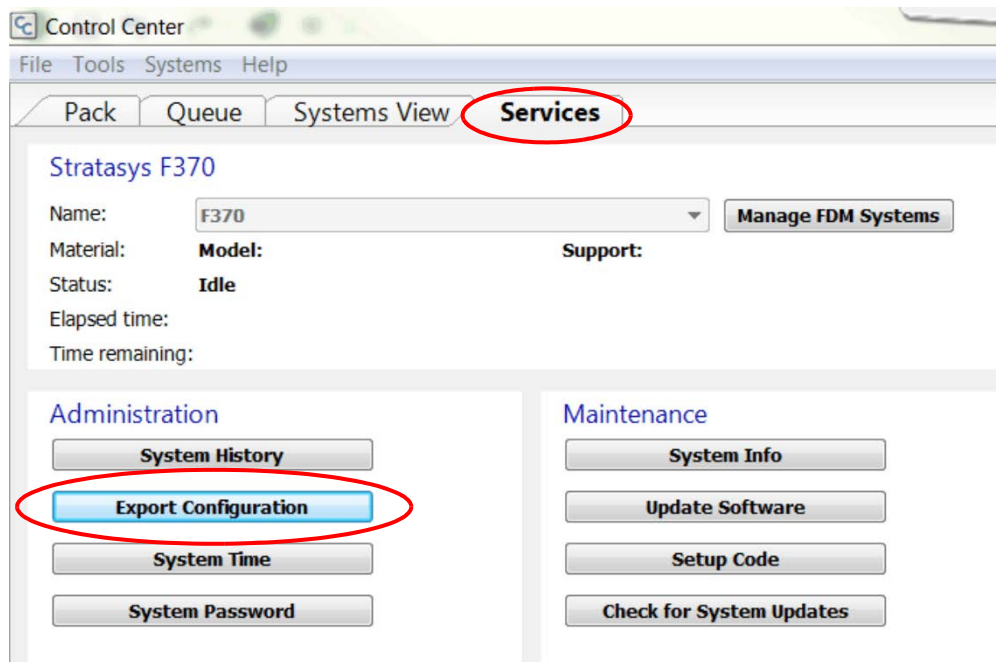 CC Control Center
File Tools Systems Help
Pack Queue Systems View Services
Stratasys F370
Name: F370 Manage FDM Systems
Material: Model: Support:
Status: Idle
Elapsed time:
Time remaining:
Administration
System History
Export Configuration
System Time
System Password
Maintenance
System Info
Update Software
Setup Code
Check for System Updates